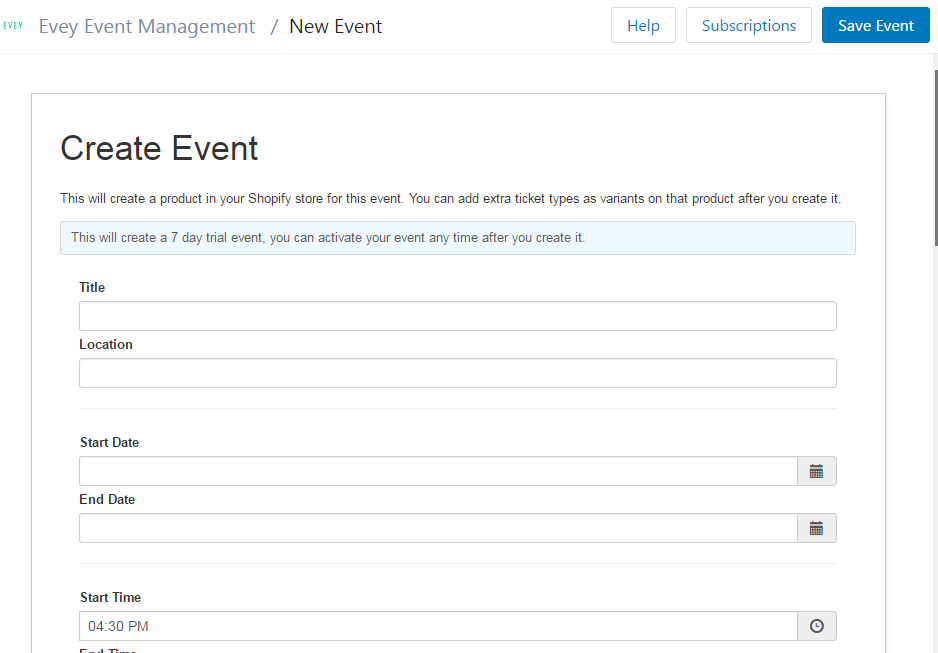 EVEY Evey Event Management / New Event Help Subscriptions Save Event
Create Event
This will create a product in your Shopify store for this event. You can add extra ticket types as variants on that product after you create it.
This will create a 7 day trial event, you can activate your event any time after you create it.
Title
Location
Start Date
End Date
Start Time
04:30 PM
End Time